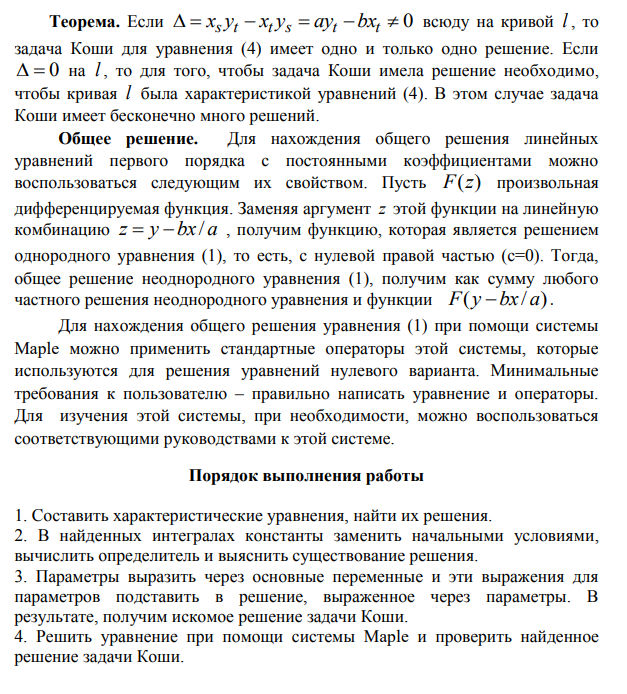 Теорема. Если Δ = xₛyₜ − xₜyₛ = ayₜ − bxₜ ≠ 0 всюду на кривой l, то
задача Коши для уравнения (4) имеет одно и только одно решение. Если
Δ = 0 на l, то для того, чтобы задача Коши имела решение необходимо,
чтобы кривая l была характеристикой уравнений (4). В этом случае задача
Коши имеет бесконечно много решений.
Общее решение. Для нахождения общего решения линейных
уравнений первого порядка с постоянными коэффициентами можно
воспользоваться следующим их свойством. Пусть F(z) произвольная
дифференцируемая функция. Заменяя аргумент z этой функции на линейную
комбинацию z = y − bx / a , получим функцию, которая является решением
однородного уравнения (1), то есть, с нулевой правой частью (c=0). Тогда,
общее решение неоднородного уравнения (1), получим как сумму любого
частного решения неоднородного уравнения и функции F(y − bx / a).
Для нахождения общего решения уравнения (1) при помощи системы
Maple можно применить стандартные операторы этой системы, которые
используются для решения уравнений нулевого варианта. Минимальные
требования к пользователю – правильно написать уравнение и операторы.
Для изучения этой системы, при необходимости, можно воспользоваться
соответствующими руководствами к этой системе.
Порядок выполнения работы
1. Составить характеристические уравнения, найти их решения.
2. В найденных интегралах константы заменить начальными условиями,
вычислить определитель и выяснить существование решения.
3. Параметры выразить через основные переменные и эти выражения для
параметров подставить в решение, выраженное через параметры. В
результате, получим искомое решение задачи Коши.
4. Решить уравнение при помощи системы Maple и проверить найденное
решение задачи Коши.